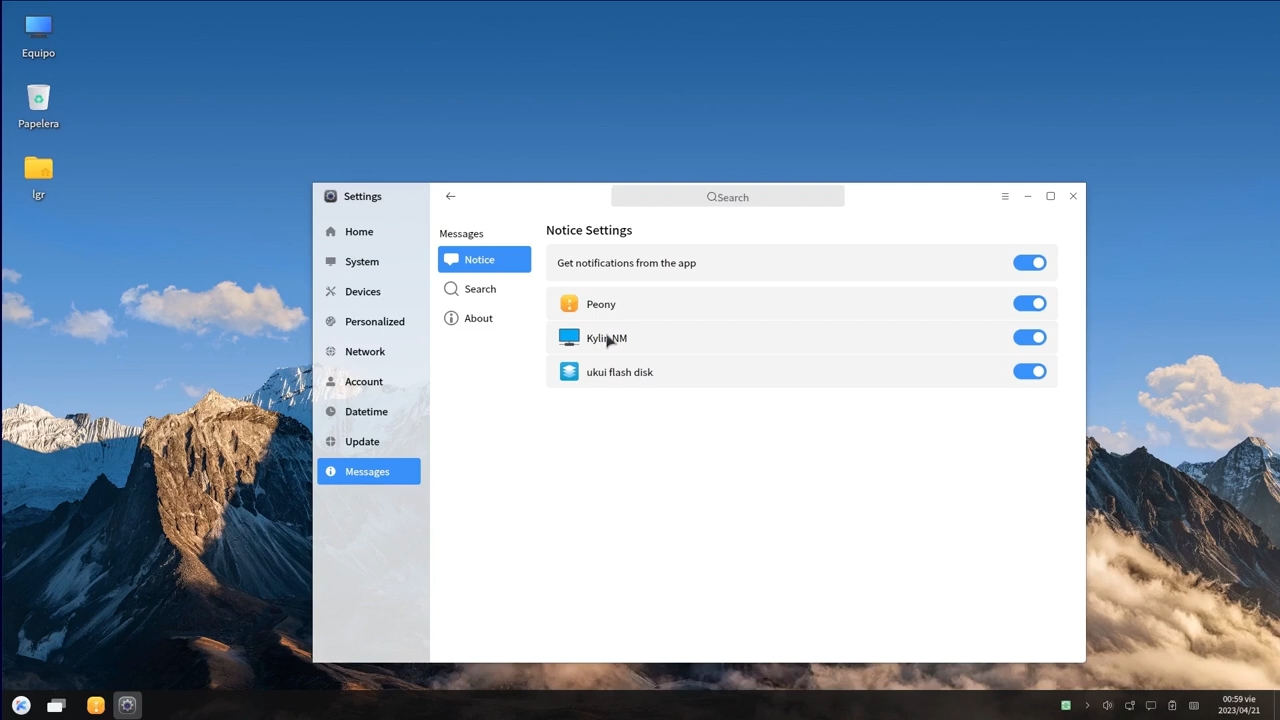 Equipo
Papelera
lgr
Settings
Search
Home
System
Devices
Personalized
Network
Account
Datetime
Update
Messages
Messages
Notice
Search
About
Notice Settings
Get notifications from the app
Peony
Kylin NM
ukui flash disk
00:59 vie
2023/04/21